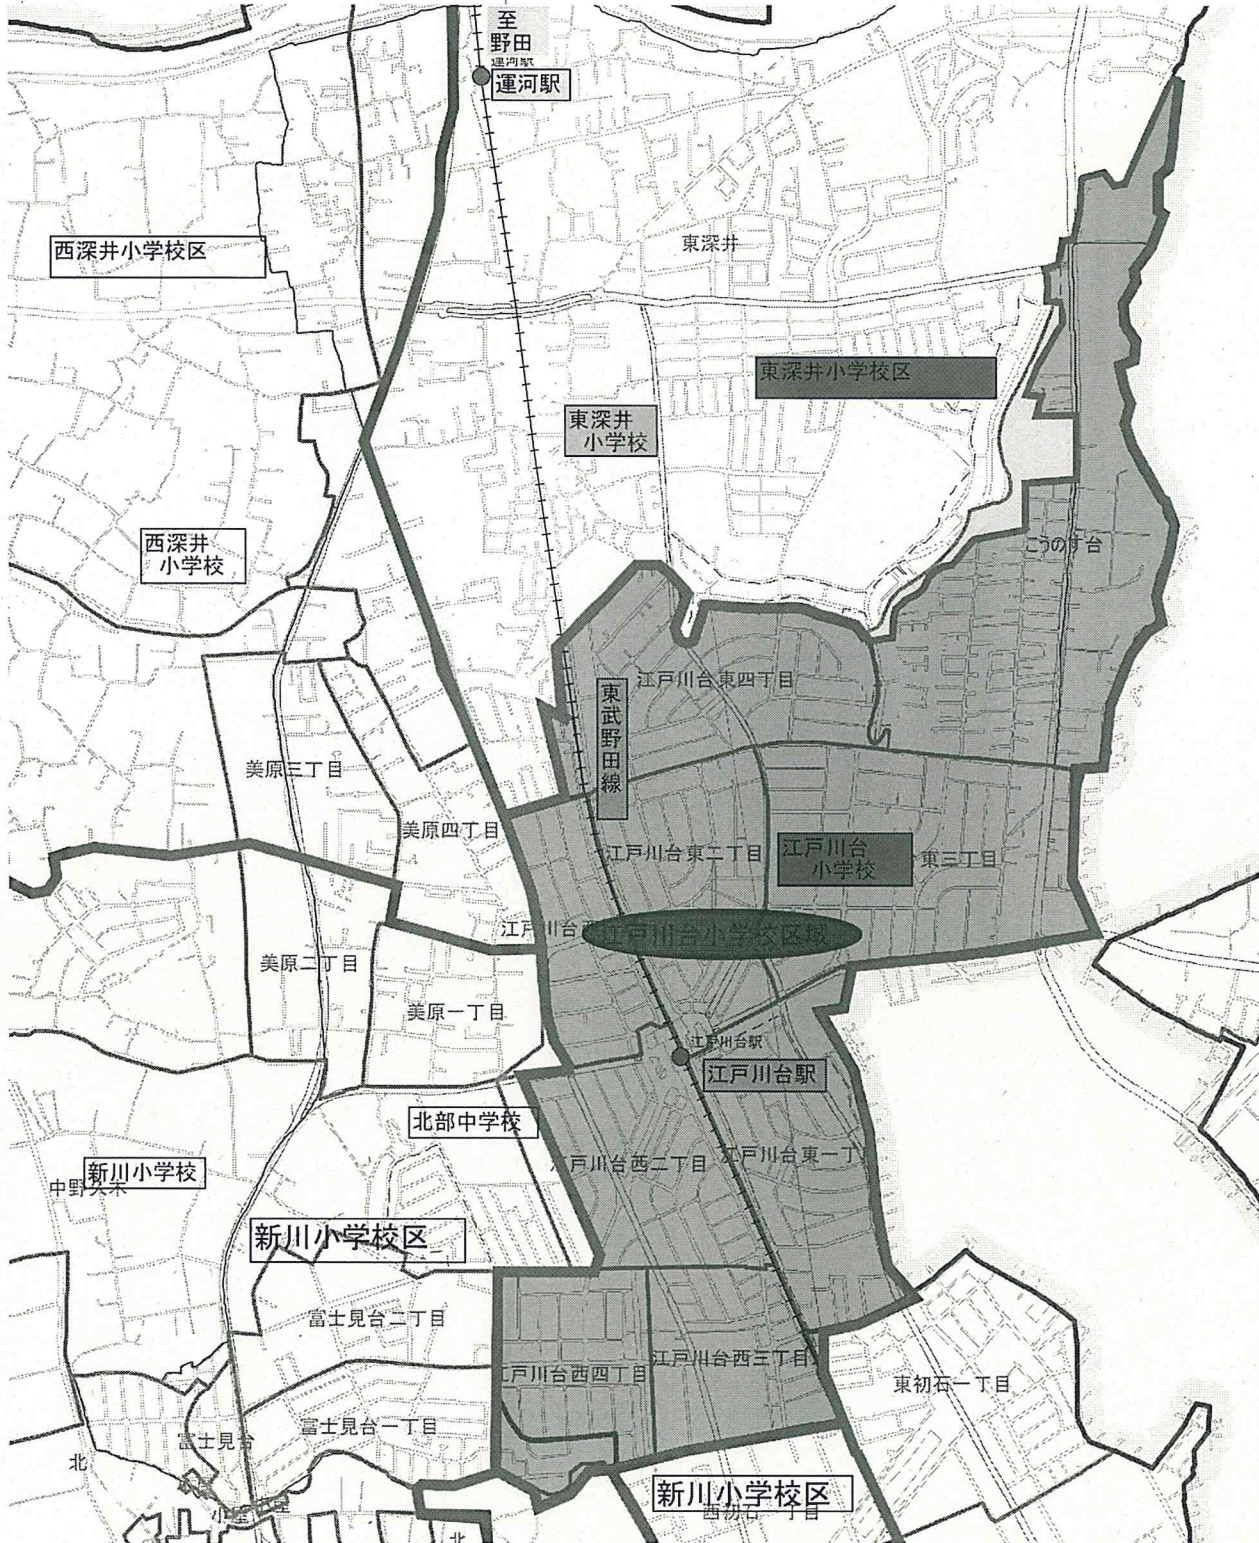 至
野田
運河駅
運河駅
西深井小学校区
東深井
東深井小学校区
東深井
小学校
西深井
小学校
こうのす台
江戸川台東四丁目
東武野田線
美原三丁目
美原四丁目
江戸川台東二丁目
江戸川台
小学校
東三丁目
江戸川台
江戸川台小学校区域
美原二丁目
美原一丁目
江戸川台駅
江戸川台駅
北部中学校
戸川台西二丁目
江戸川台東一丁
新川小学校
中野久木
新川小学校区
富士見台二丁目
江戸川台西三丁目
戸川台西四丁目
東初石一丁目
富士見台一丁目
富士見台
北
新川小学校区
北